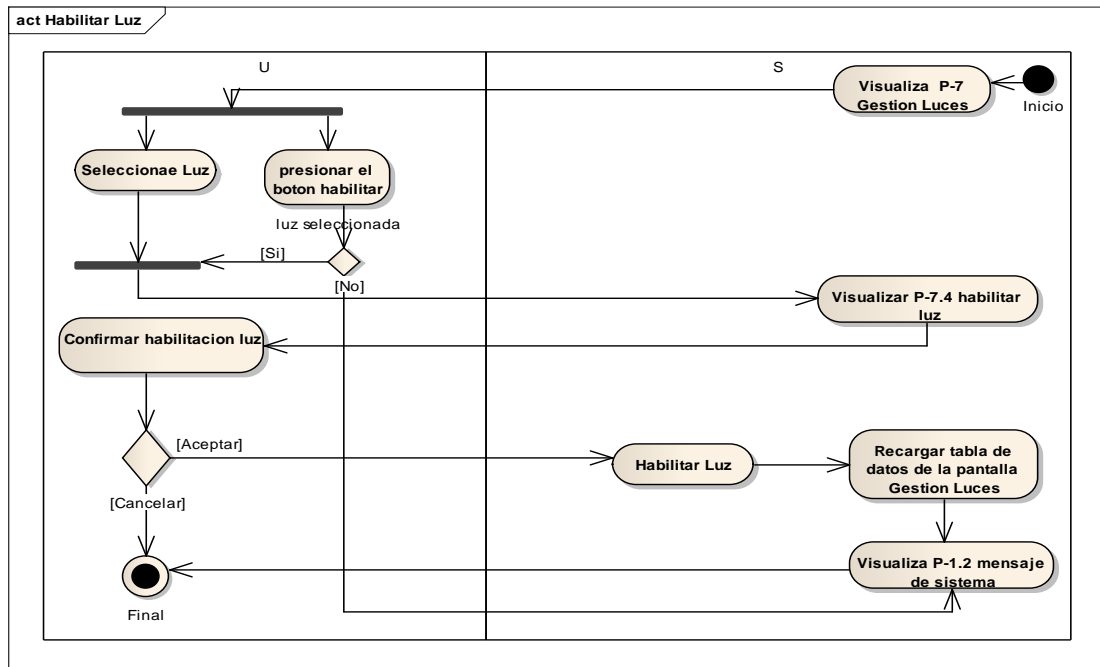 act Habilitar Luz
U
S
Visualiza P-7
Gestion Luces
Inicio
Seleccionae Luz
presionar el
boton habilitar
luz seleccionada
[Si]
[No]
Visualizar P-7.4 habilitar
luz
Confirmar habilitacion luz
[Aceptar]
Habilitar Luz
Recargar tabla de
datos de la pantalla
Gestion Luces
[Cancelar]
Visualiza P-1.2 mensaje
de sistema
Final